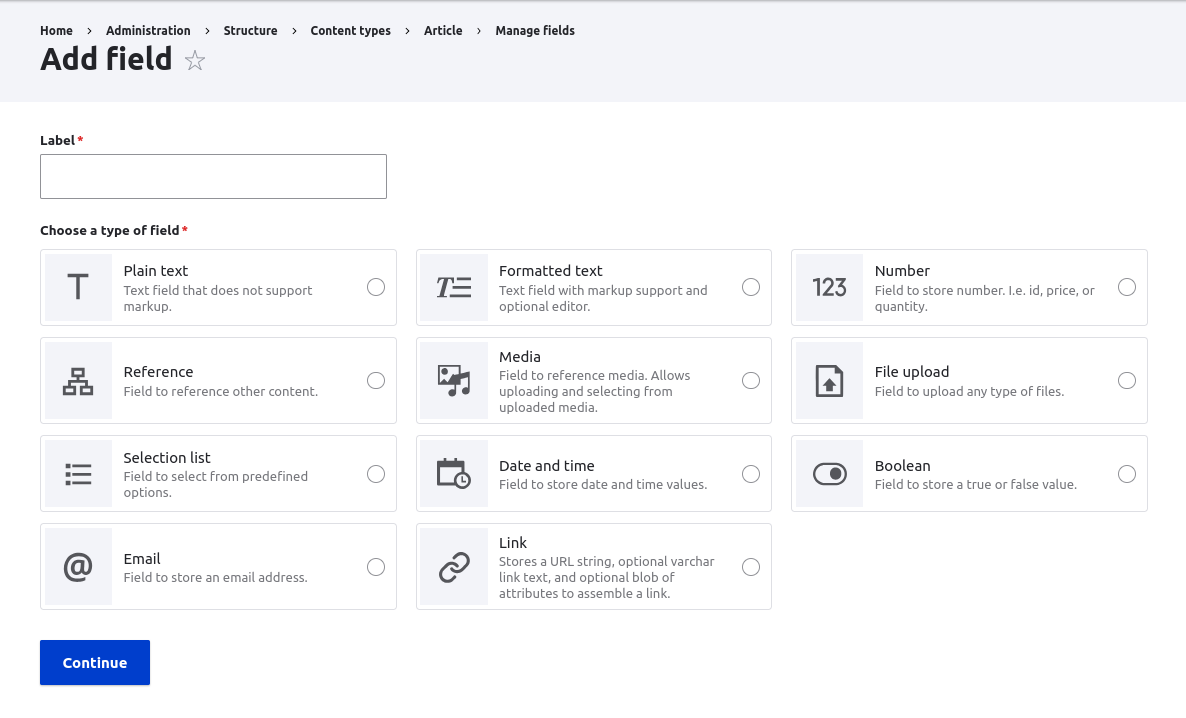 Home › Administration › Structure › Content types › Article › Manage fields
Add field
Label *
Choose a type of field *
Plain text
Text field that does not support
markup.
Formatted text
Text field with markup support and
optional editor.
123
Number
Field to store number. I.e. id, price, or
quantity.
Reference
Field to reference other content.
Media
Field to reference media. Allows
uploading and selecting from
uploaded media.
File upload
Field to upload any type of files.
Selection list
Field to select from predefined
options.
Date and time
Field to store date and time values.
Boolean
Field to store a true or false value.
@
Email
Field to store an email address.
Link
Stores a URL string, optional varchar
link text, and optional blob of
attributes to assemble a link.
Continue